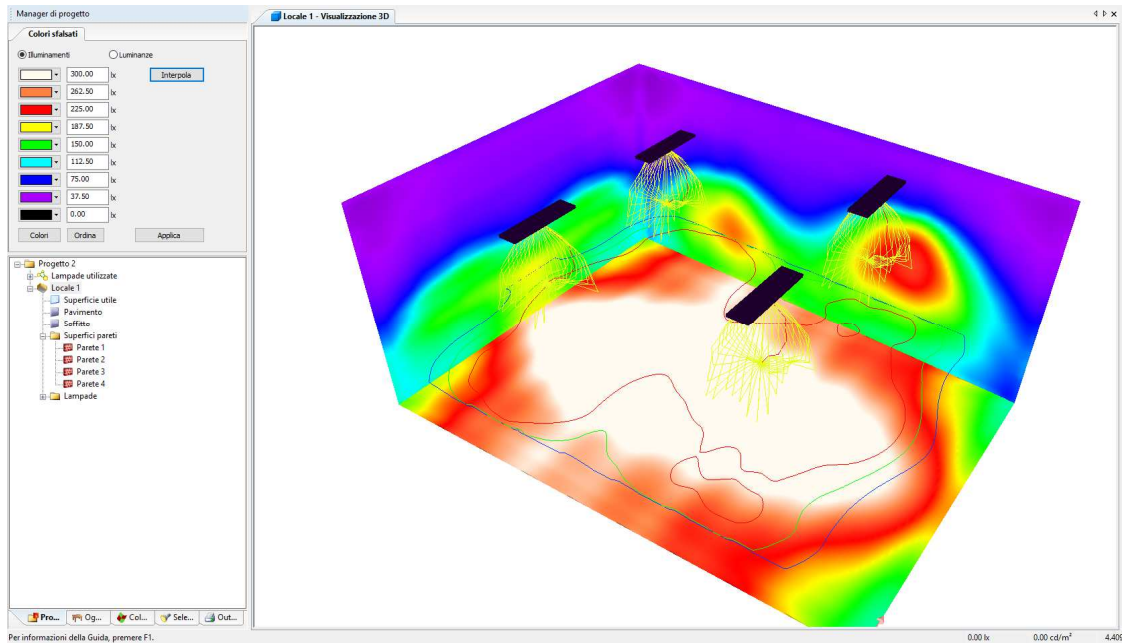 Manager di progetto
Colori sfalsati
Illuminamenti Luminanze
300.00 lx Interpola
262.50 lx
225.00 lx
187.50 lx
150.00 lx
112.50 lx
75.00 lx
37.50 lx
0.00 lx
Colori Ordina Applica
Progetto 2
Lampade utilizzate
Locale 1
Superficie utile
Pavimento
Soffitto
Superfici pareti
Parete 1
Parete 2
Parete 3
Parete 4
Lampade
Pro... Og... Col... Sele... Out...
Per informazioni della Guida, premere F1.
Locale 1 - Visualizzazione 3D
0.00 lx 0.00 cd/m² 4.409